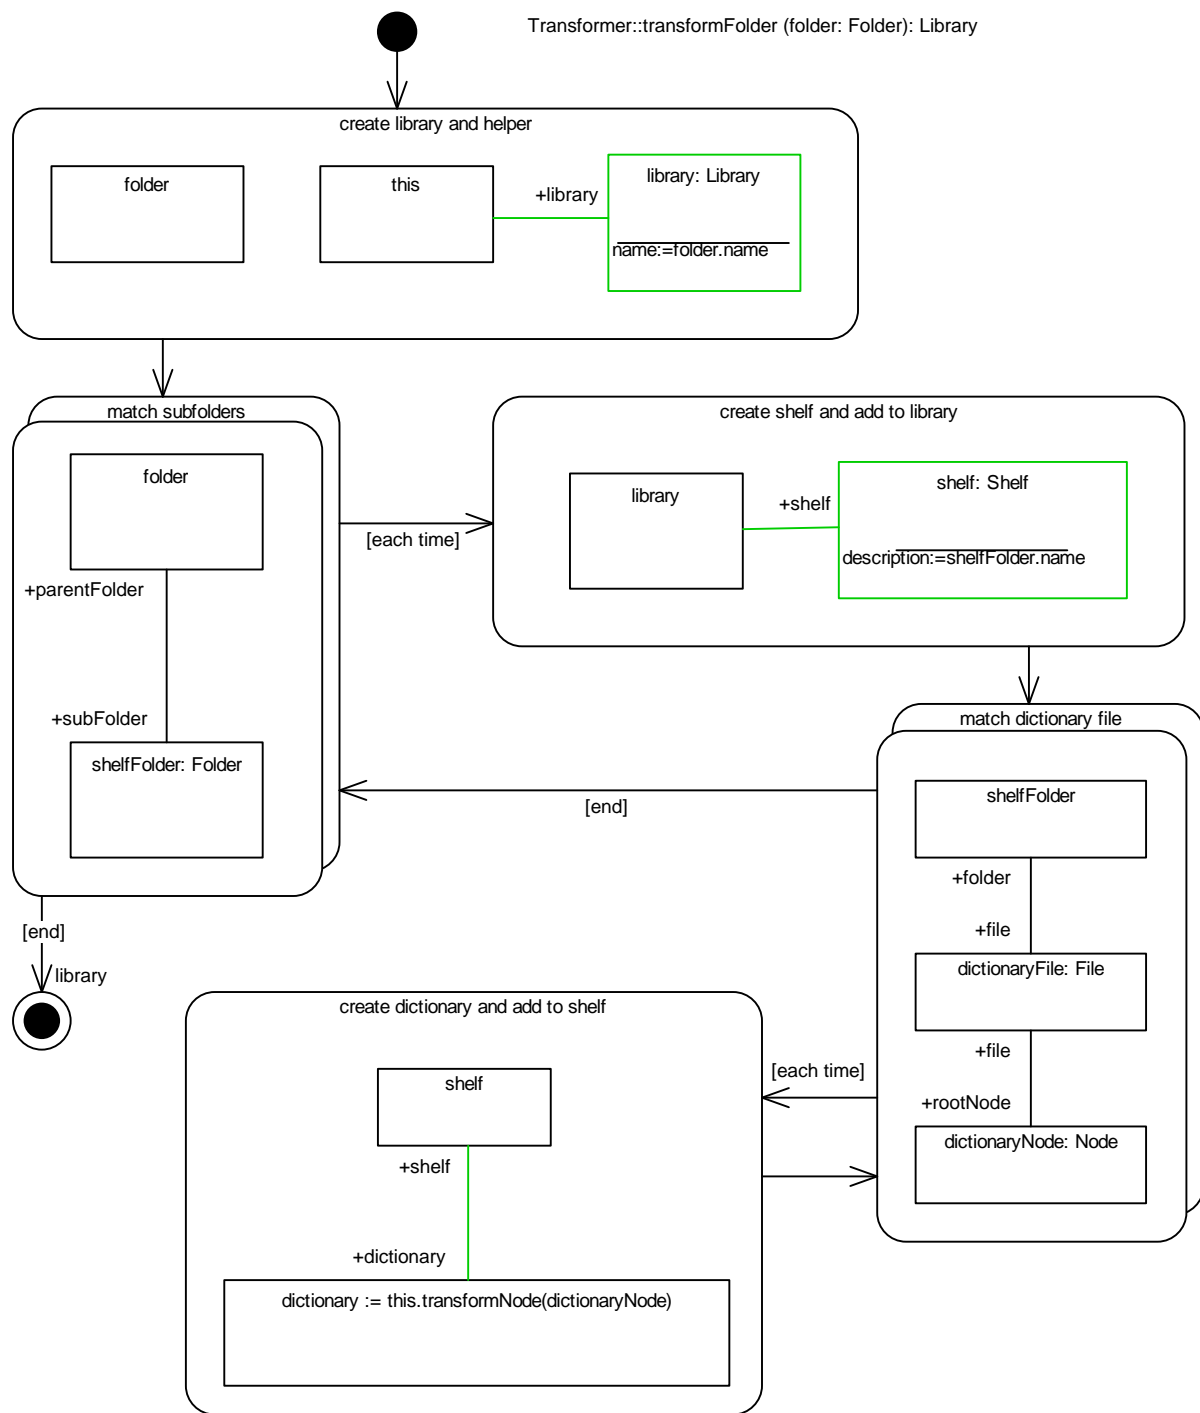 Transformer::transformFolder (folder: Folder): Library
create library and helper
folder
this
+library
library: Library
name:=folder.name
match subfolders
folder
+parentFolder
+subFolder
shelfFolder: Folder
[each time]
create shelf and add to library
library
+shelf
shelf: Shelf
description:=shelfFolder.name
match dictionary file
shelfFolder
+folder
+file
dictionaryFile: File
+file
+rootNode
dictionaryNode: Node
[end]
[end]
library
create dictionary and add to shelf
shelf
+shelf
+dictionary
dictionary := this.transformNode(dictionaryNode)
[each time]